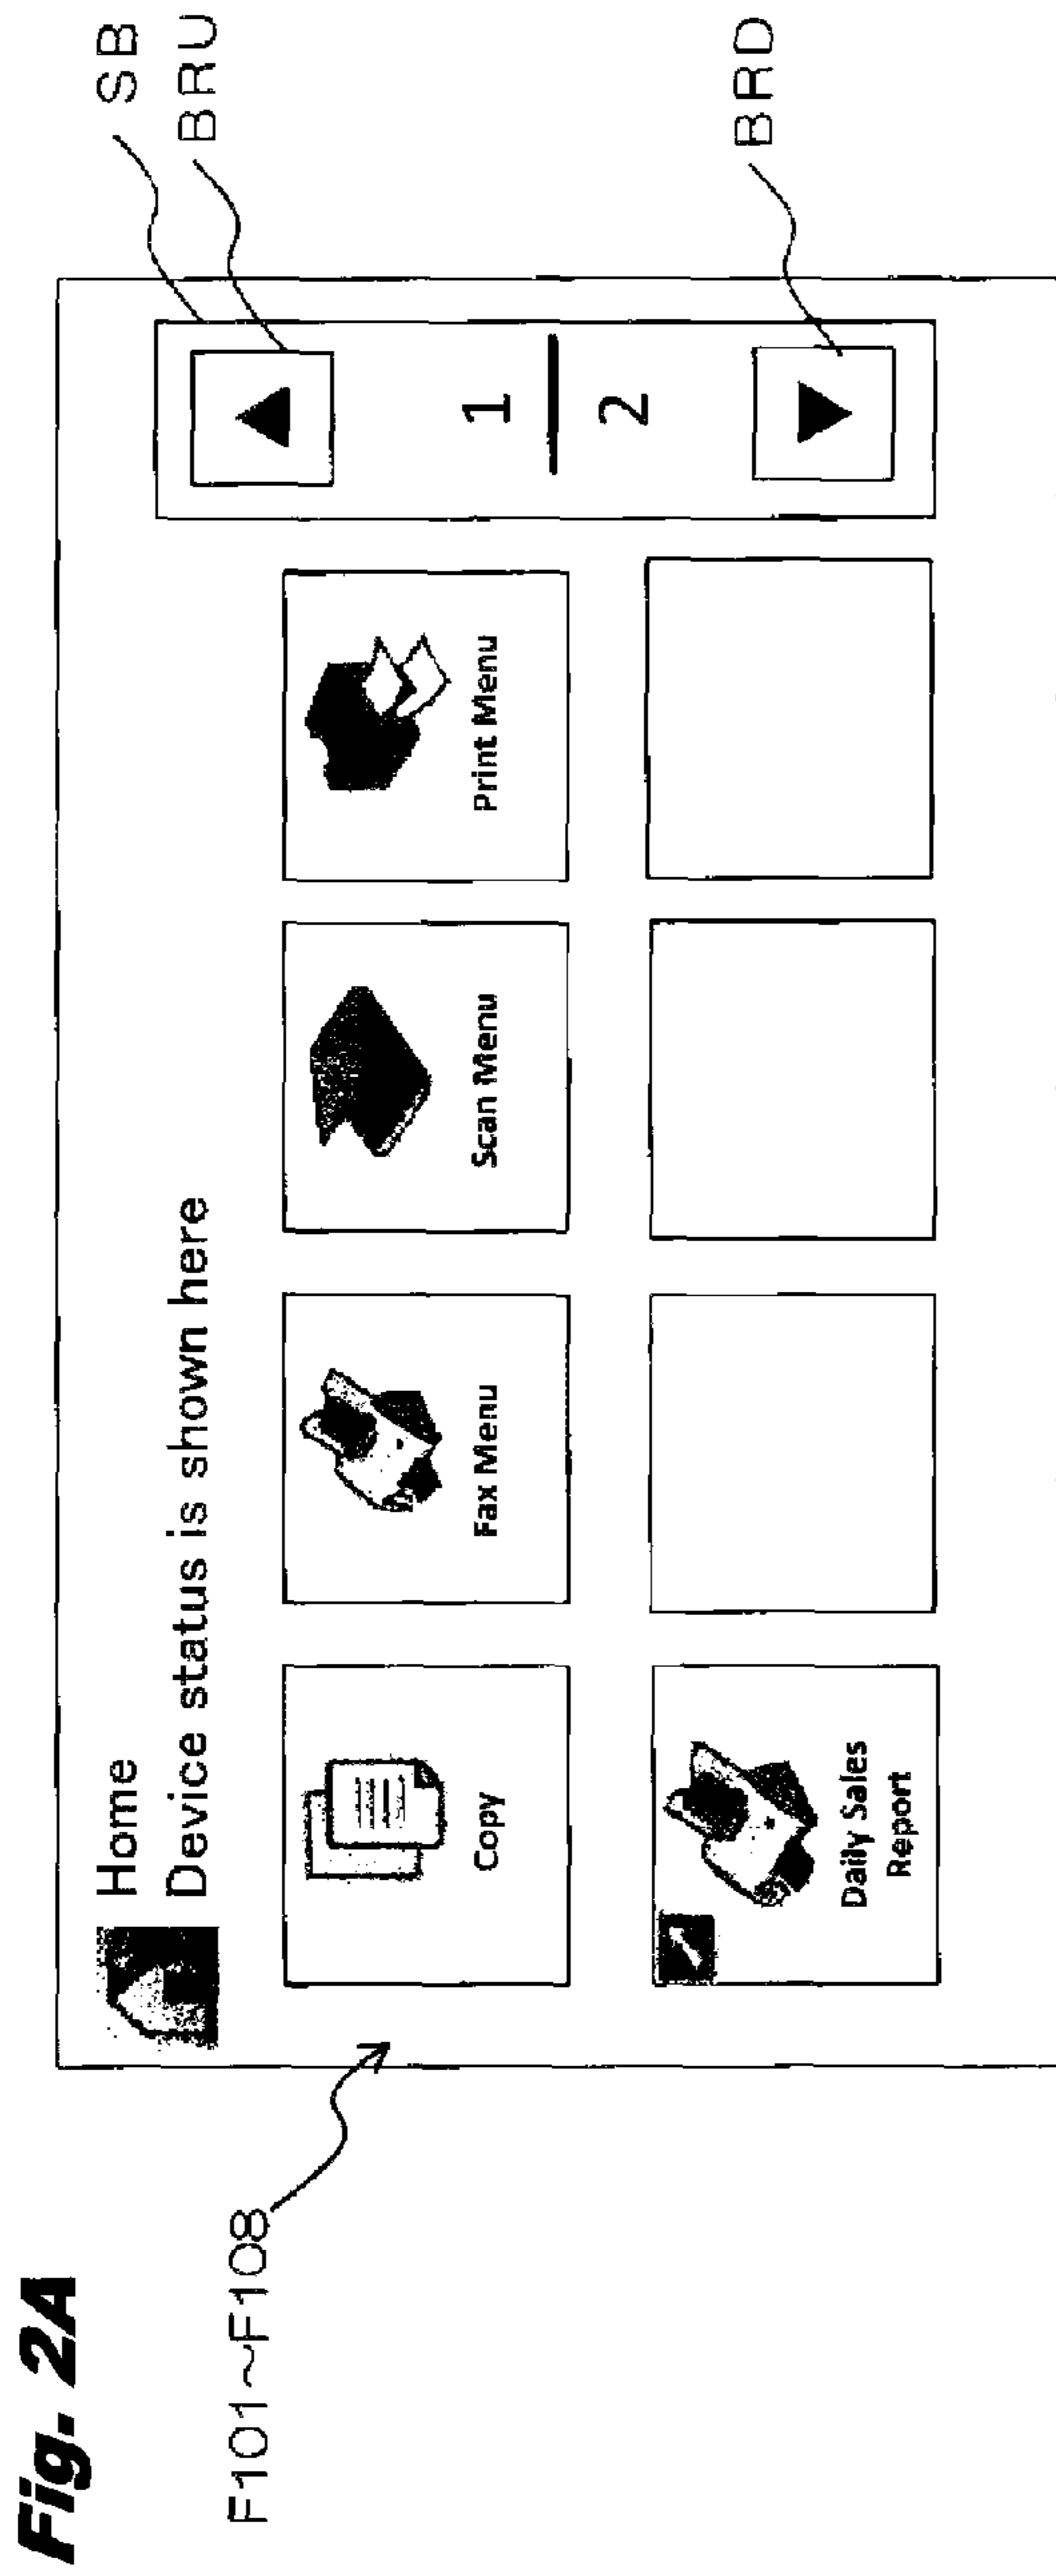 Fig. 2A
F101~F108
SB
BRU
BRD
Home
Device status is shown here
Copy
Fax Menu
Scan Menu
Print Menu
1
2
Daily Sales
Report